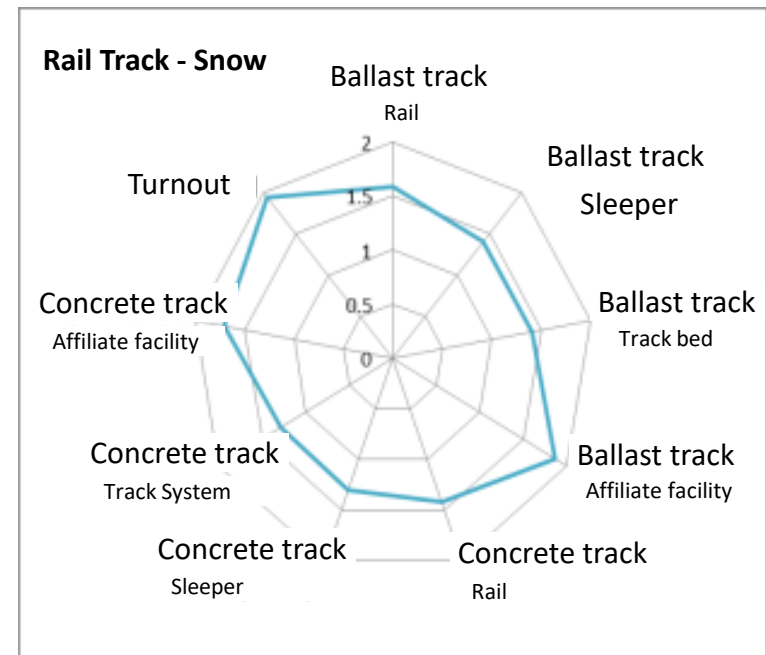 Rail Track - Snow
Ballast track
Rail
Ballast track
Sleeper
Ballast track
Track bed
Ballast track
Affiliate facility
Concrete track
Rail
Concrete track
Sleeper
Concrete track
Track System
Concrete track
Affiliate facility
Turnout
2
1.5
1
0.5
0